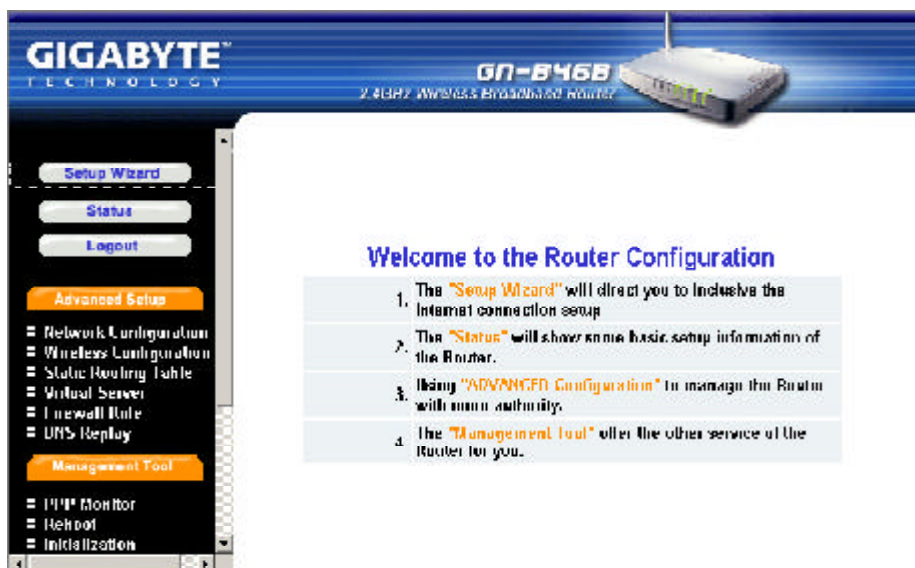 GIGABYTE™
TECHNOLOGY
GN-B46B
2.4GHz Wireless Broadband Router
Setup Wizard
Status
Logout
Advanced Setup
Network Configuration
Wireless Configuration
Static Routing Table
Virtual Server
Firewall Rule
DNS Replay
Management Tool
PPP Monitor
Reboot
Initialization
Welcome to the Router Configuration
1. The "Setup Wizard" will direct you to inclusive the
Internet connection setup
2. The "Status" will show some basic setup information of
the Router.
3. Using "ADVANCED Configuration" to manage the Router
with more authority.
4. The "Management Tool" offer the other service of the
Router for you.